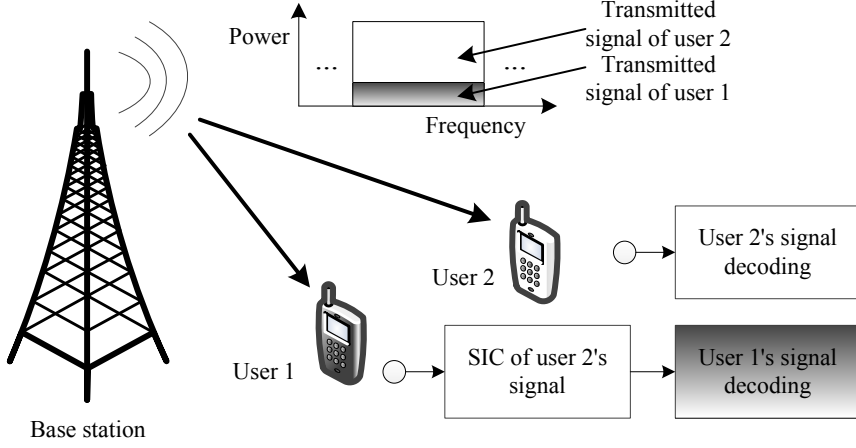 Power
Transmitted
signal of user 2
...
...
Transmitted
signal of user 1
Frequency
User 2
User 2's signal
decoding
User 1
SIC of user 2's
signal
User 1's signal
decoding
Base station